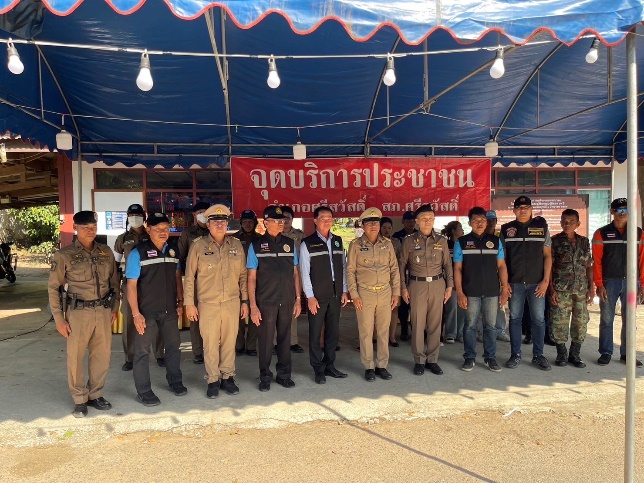 จุดบริการประชาชน
อำเภอศรีสวัสดิ์ สภ.ศรีสวัสดิ์